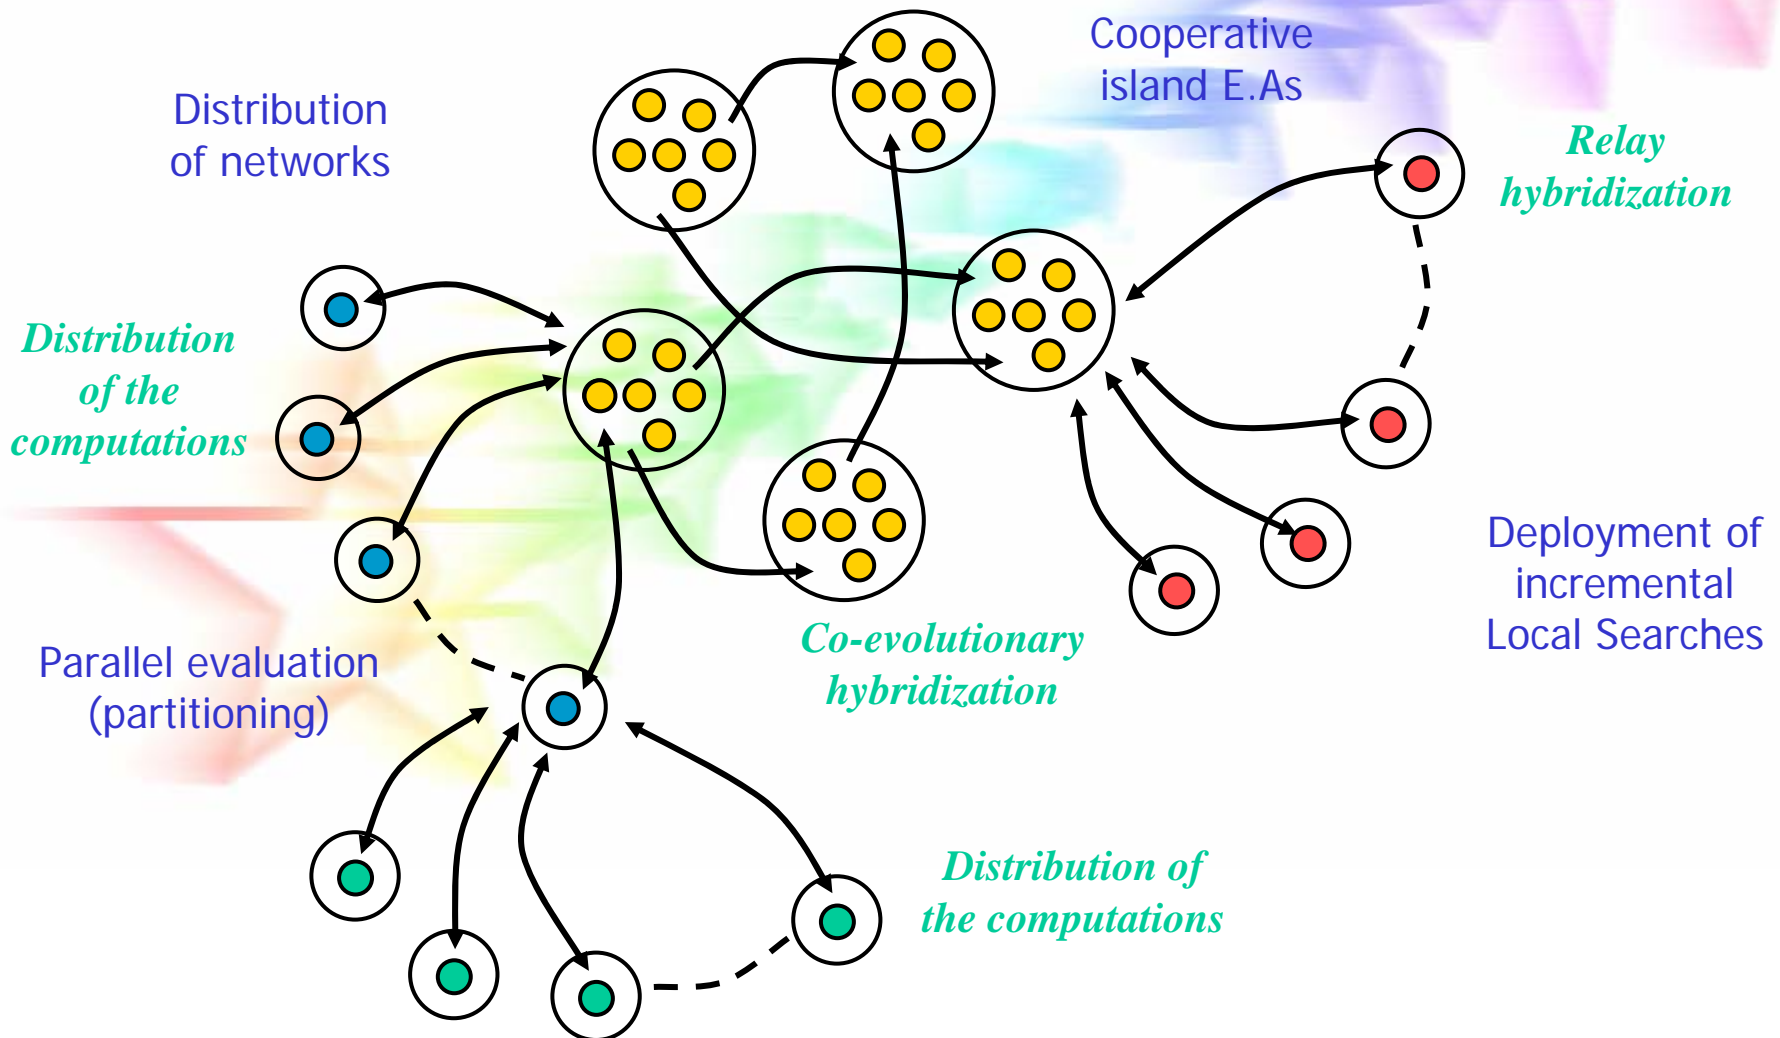 Cooperative
island E.As
Distribution
of networks
Relay
hybridization
Distribution
of the
computations
Deployment of
incremental
Local Searches
Co-evolutionary
hybridization
Parallel evaluation
(partitioning)
Distribution of
the computations